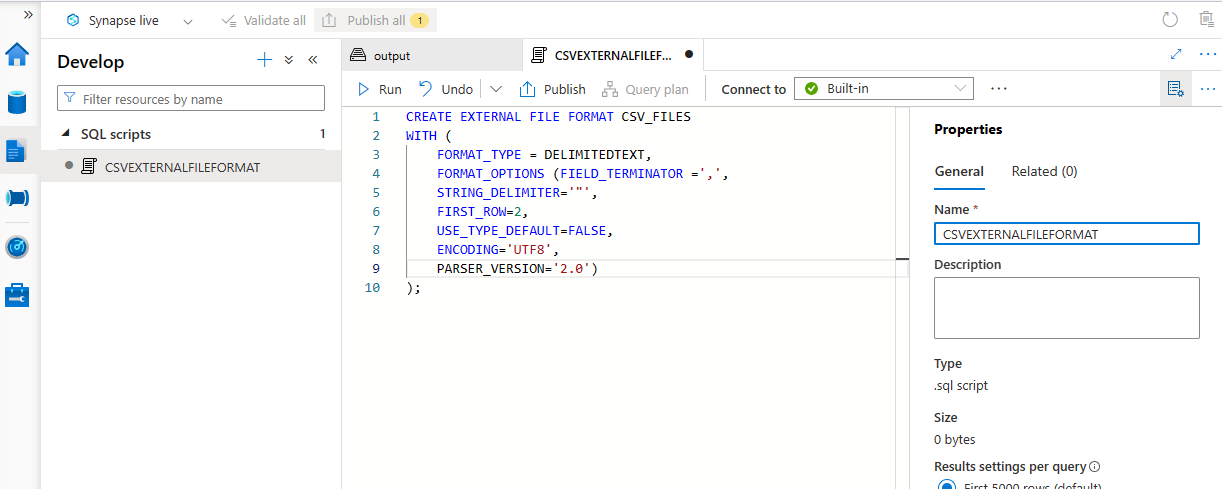 »
Synapse live
Validate all
Publish all 1
Develop
+ «
Filter resources by name
SQL scripts 1
CSVEXTERNALFILEFORMAT
output
CSVEXTERNALFILEF...
Run
Undo
Publish
Query plan
Connect to
Built-in
...
1 CREATE EXTERNAL FILE FORMAT CSV_FILES
2 WITH (
3 FORMAT_TYPE = DELIMITEDTEXT,
4 FORMAT_OPTIONS (FIELD_TERMINATOR =',',
5 STRING_DELIMITER='"',
6 FIRST_ROW=2,
7 USE_TYPE_DEFAULT=FALSE,
8 ENCODING='UTF8',
9 PARSER_VERSION='2.0')
10 );
Properties
General Related (0)
Name *
CSVEXTERNALFILEFORMAT
Description
Type
.sql script
Size
0 bytes
Results settings per query
First 5000 rows (default)